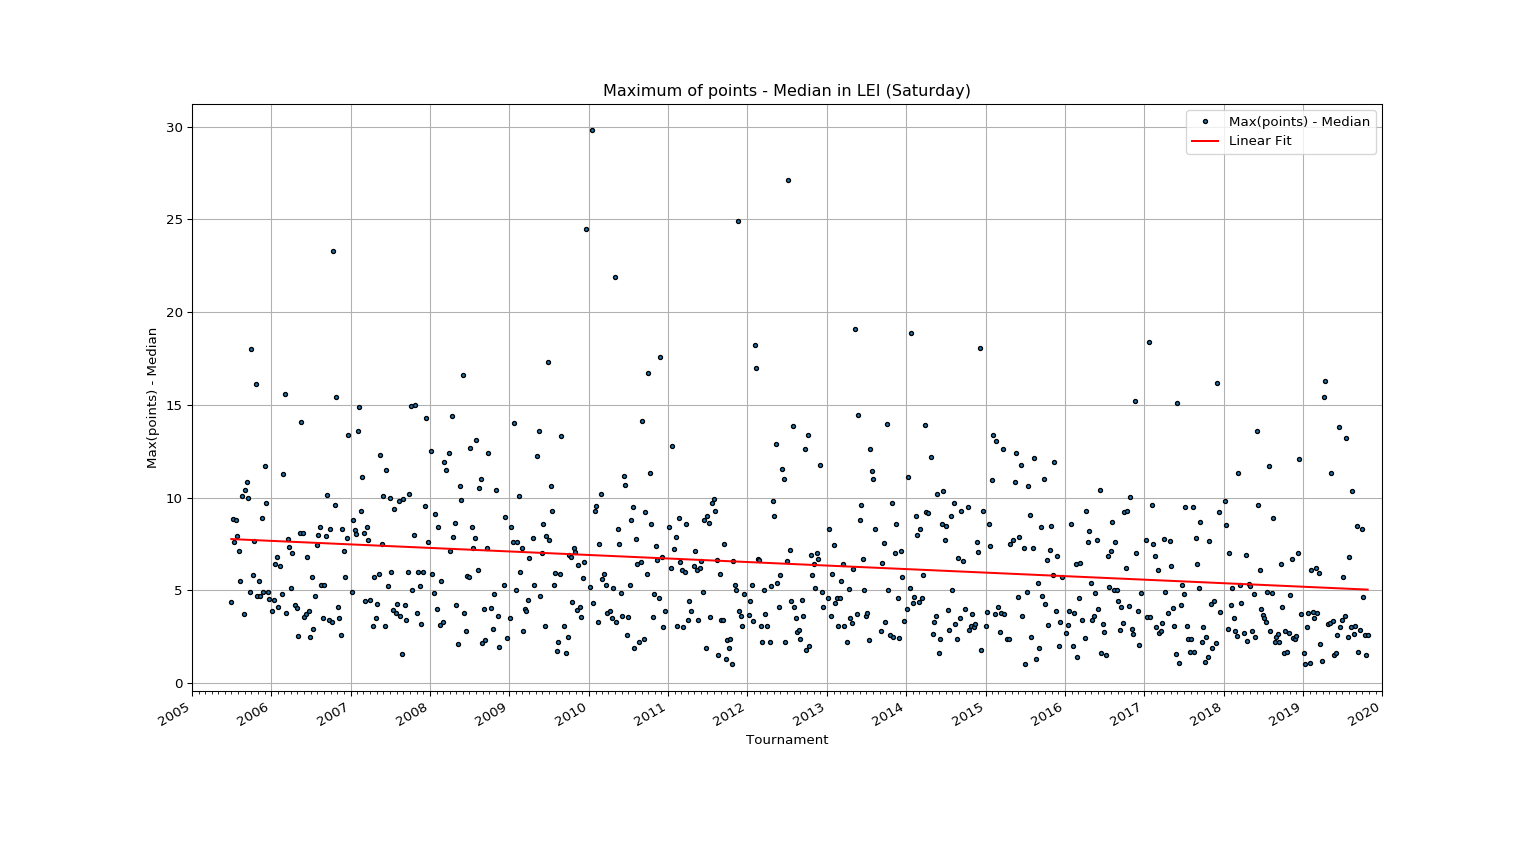 Maximum of points - Median in LEI (Saturday)
Max(points) - Median
Linear Fit
30
25
20
15
10
5
0
Max(points) - Median
2005 2006 2007 2008 2009 2010 2011 2012 2013 2014 2015 2016 2017 2018 2019 2020
Tournament